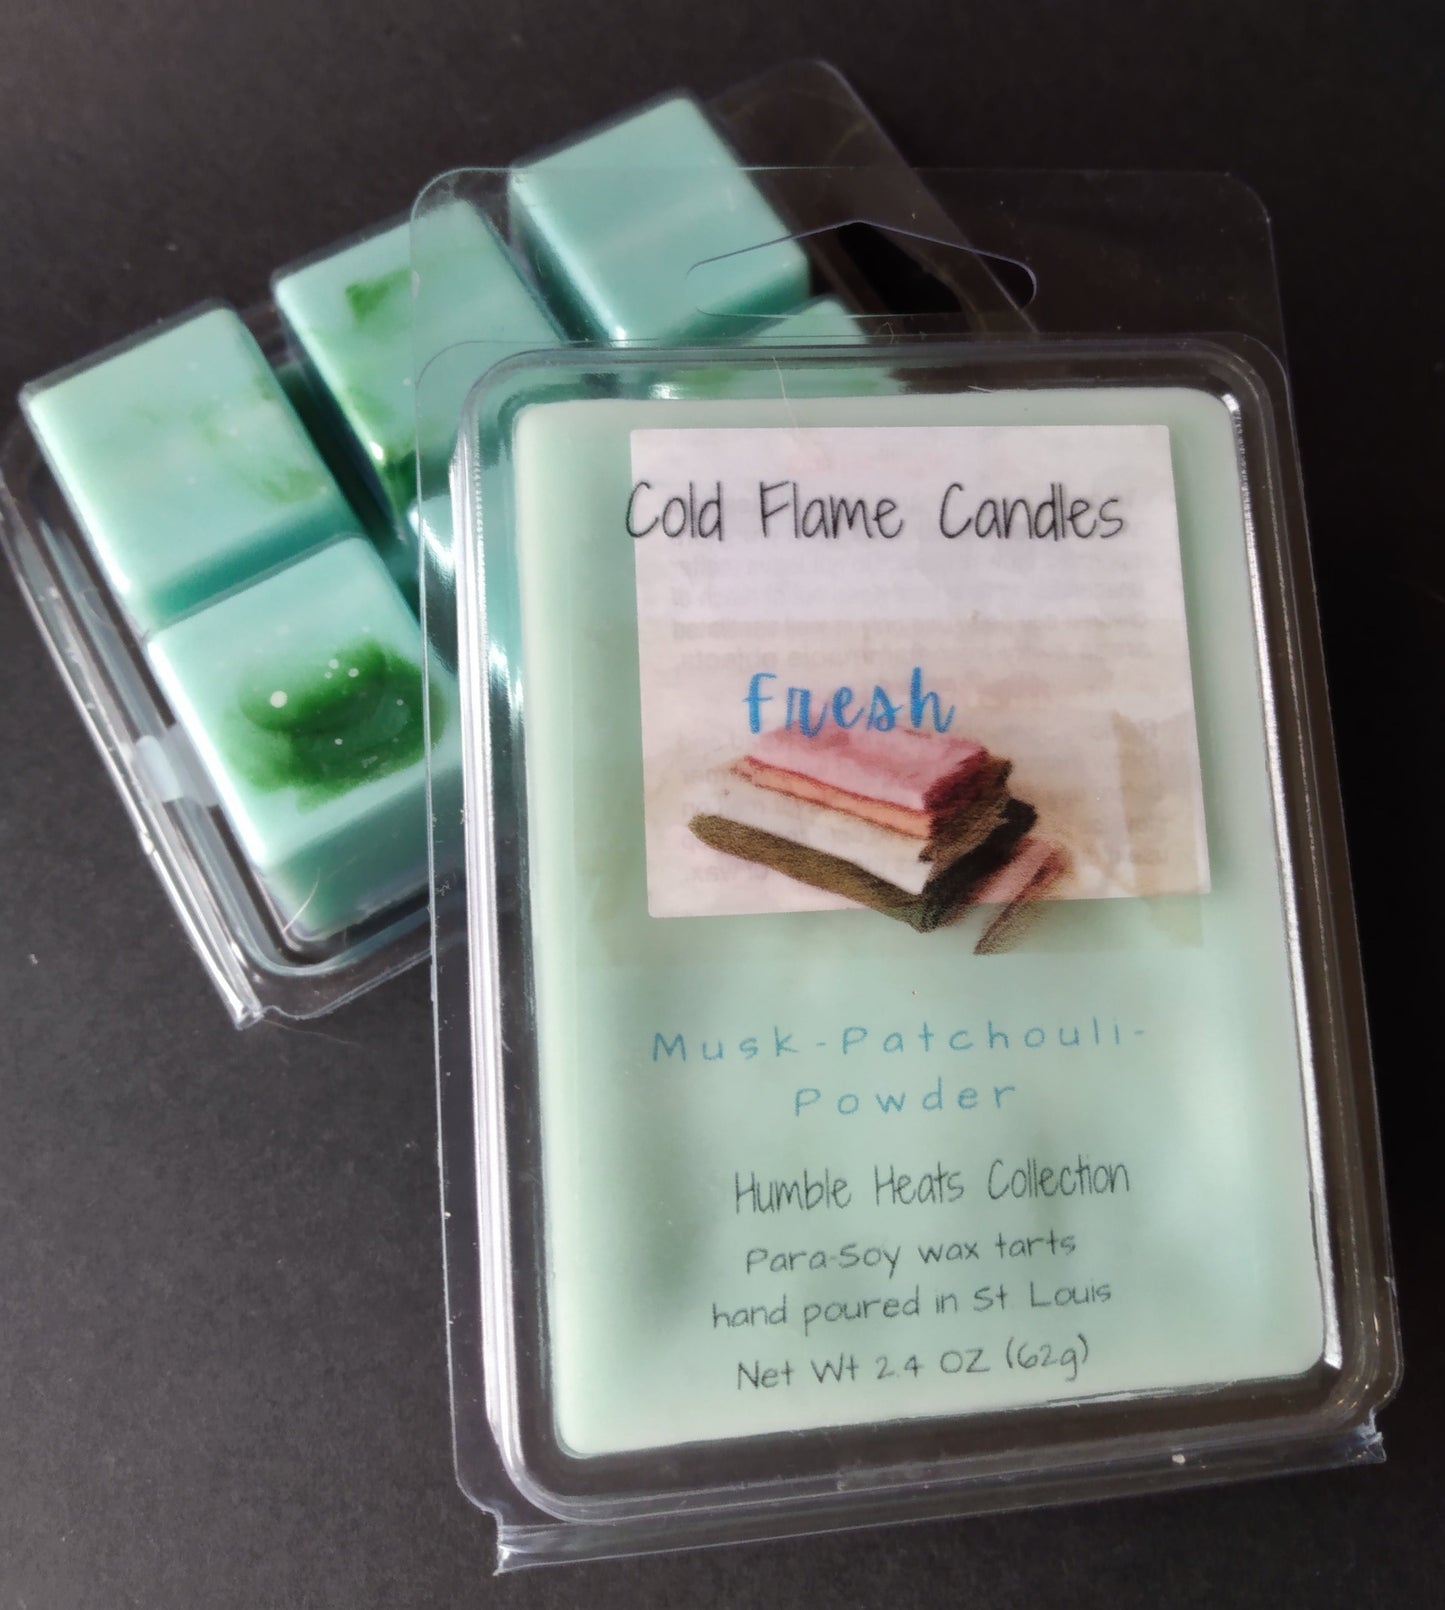 Cold Flame Candles
fresh
Musk-Patchouli-
Powder
Humble Heats Collection
Para-Soy wax tarts
hand poured in St. Louis
Net Wt 2.4 OZ (62g)